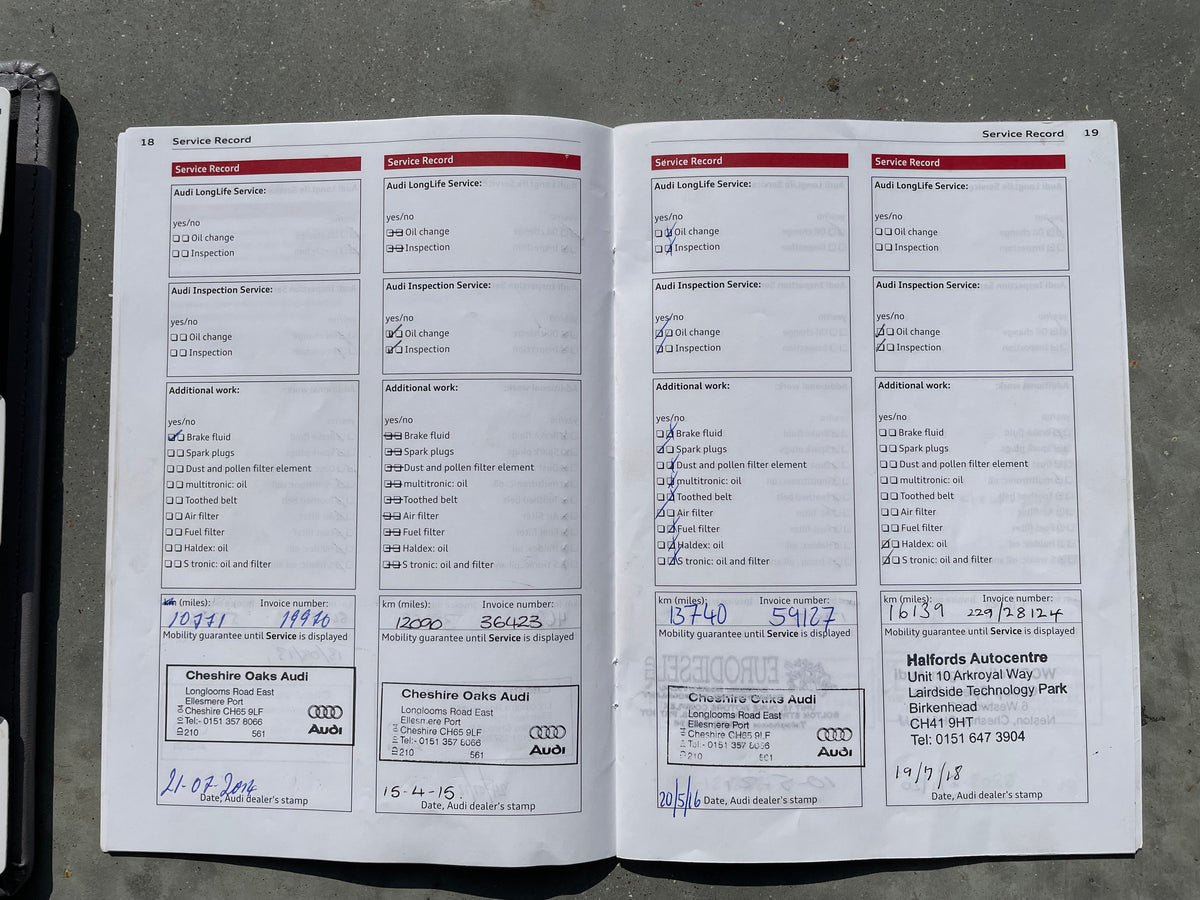 18 Service Record
Service Record
Audi LongLife Service:
yes/no
Oil change
Inspection
Audi Inspection Service:
yes/no
Oil change
Inspection
Additional work:
yes/no
Brake fluid
Spark plugs
Dust and pollen filter element
multitronic: oil
Toothed belt
Air filter
Fuel filter
Haldex: oil
S tronic: oil and filter
km (miles): Invoice number:
10771 19970
Mobility guarantee until Service is displayed
Cheshire Oaks Audi
Longlooms Road East
Ellesmere Port
Cheshire CH65 9LF
Tel:- 0151 357 8066
210 561
Audi
21-07-2014
Date, Audi dealer's stamp
Service Record
Audi LongLife Service:
yes/no
Oil change
Inspection
Audi Inspection Service:
yes/no
Oil change
Inspection
Additional work:
yes/no
Brake fluid
Spark plugs
Dust and pollen filter element
multitronic: oil
Toothed belt
Air filter
Fuel filter
Haldex: oil
S tronic: oil and filter
km (miles): Invoice number:
12090 36423
Mobility guarantee until Service is displayed
Cheshire Oaks Audi
Longlooms Road East
Ellesmere Port
Cheshire CH65 9LF
Tel:- 0151 357 8066
210 561
Audi
15-4-15.
Date, Audi dealer's stamp
Service Record 19
Service Record
Audi LongLife Service:
yes/no
Oil change
Inspection
Audi Inspection Service:
yes/no
Oil change
Inspection
Additional work:
yes/no
Brake fluid
Spark plugs
Dust and pollen filter element
multitronic: oil
Toothed belt
Air filter
Fuel filter
Haldex: oil
S tronic: oil and filter
km (miles): Invoice number:
13740 59127
Mobility guarantee until Service is displayed
Cheshire Oaks Audi
Longlooms Road East
Ellesmere Port
Cheshire CH65 9LF
Tel:- 0151 357 8066
210 561
Audi
20/5/16 Date, Audi dealer's stamp
Service Record
Audi LongLife Service:
yes/no
Oil change
Inspection
Audi Inspection Service:
yes/no
Oil change
Inspection
Additional work:
yes/no
Brake fluid
Spark plugs
Dust and pollen filter element
multitronic: oil
Toothed belt
Air filter
Fuel filter
Haldex: oil
S tronic: oil and filter
km (miles): Invoice number:
16139 229/28124
Mobility guarantee until Service is displayed
Halfords Autocentre
Unit 10 Arkroyal Way
Lairdside Technology Park
Birkenhead
CH41 9HT
Tel: 0151 647 3904
19/7/18
Date, Audi dealer's stamp